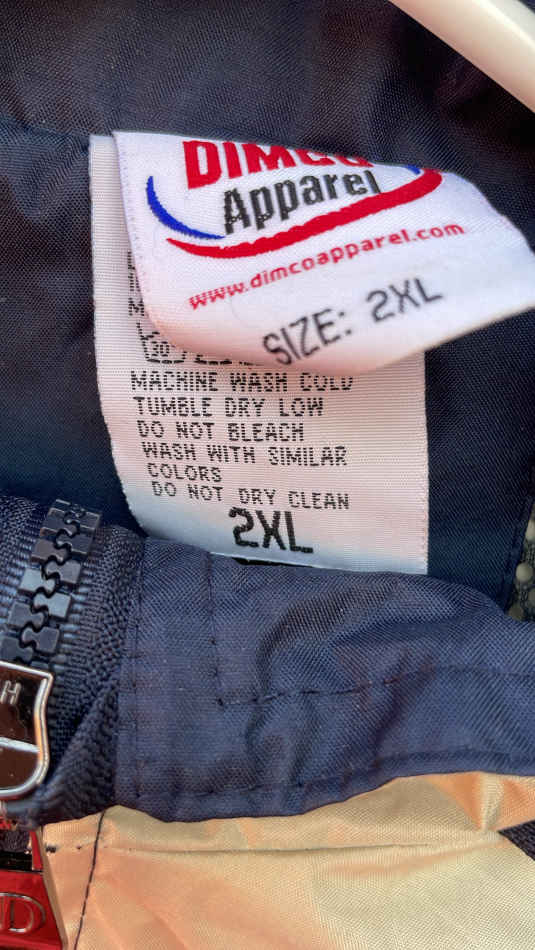 DIMCO
Apparel
www.dimcoapparel.com
SIZE: 2XL
30
MACHINE WASH COLD
TUMBLE DRY LOW
DO NOT BLEACH
WASH WITH SIMILAR
COLORS
DO NOT DRY CLEAN
2XL
H
D